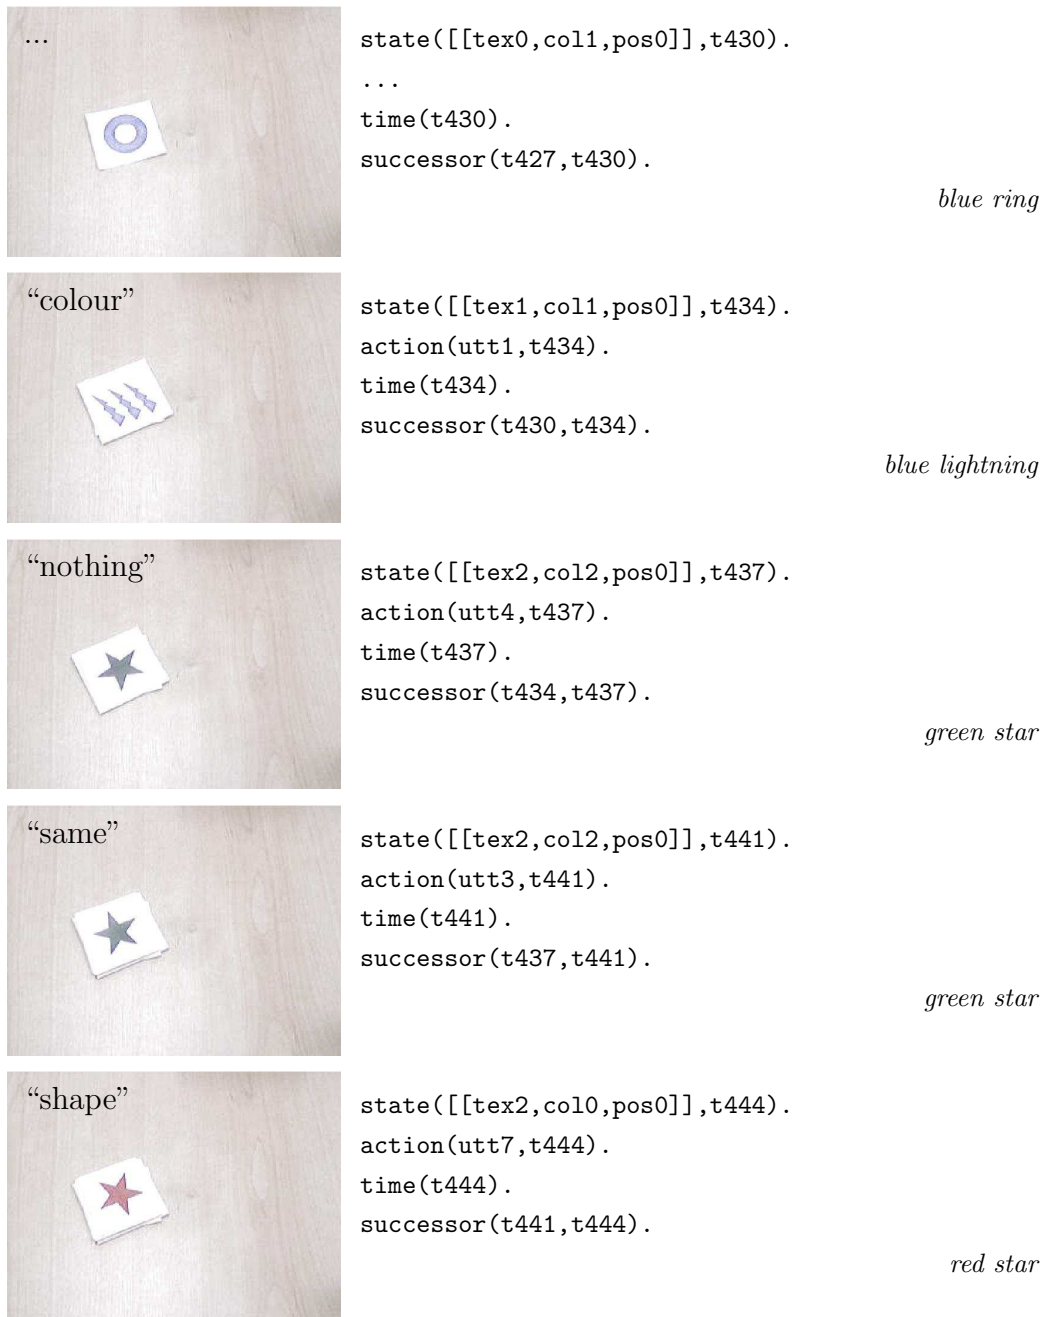 ...
state([[tex0,col1,pos0]],t430).
...
time(t430).
successor(t427,t430).
blue ring
“colour”
state([[tex1,col1,pos0]],t434).
action(utt1,t434).
time(t434).
successor(t430,t434).
blue lightning
“nothing”
state([[tex2,col2,pos0]],t437).
action(utt4,t437).
time(t437).
successor(t434,t437).
green star
“same”
state([[tex2,col2,pos0]],t441).
action(utt3,t441).
time(t441).
successor(t437,t441).
green star
“shape”
state([[tex2,col0,pos0]],t444).
action(utt7,t444).
time(t444).
successor(t441,t444).
red star